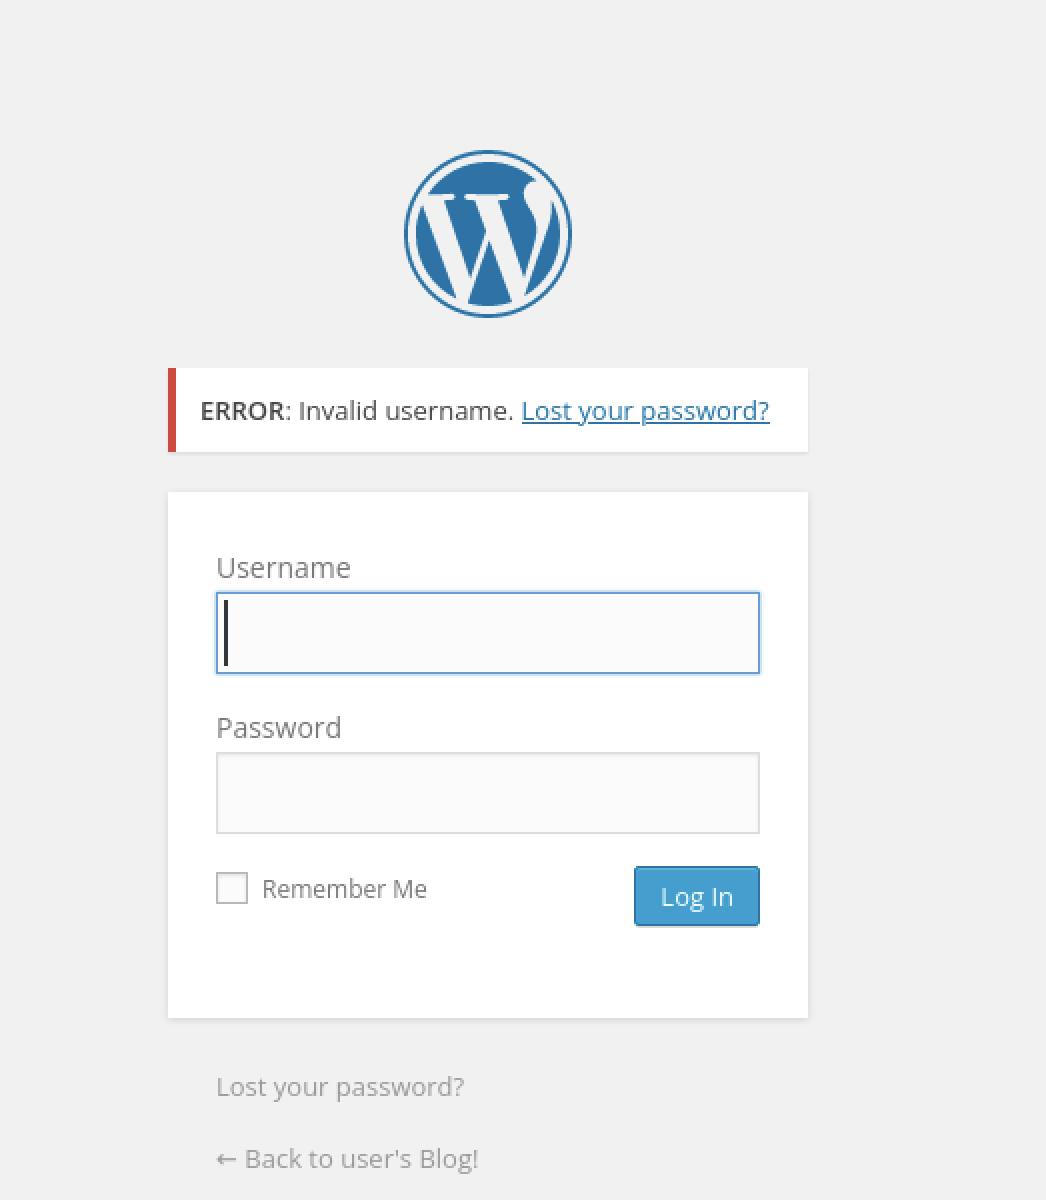 ERROR: Invalid username. Lost your password?
Username
Password
Remember Me
Log In
Lost your password?
← Back to user's Blog!